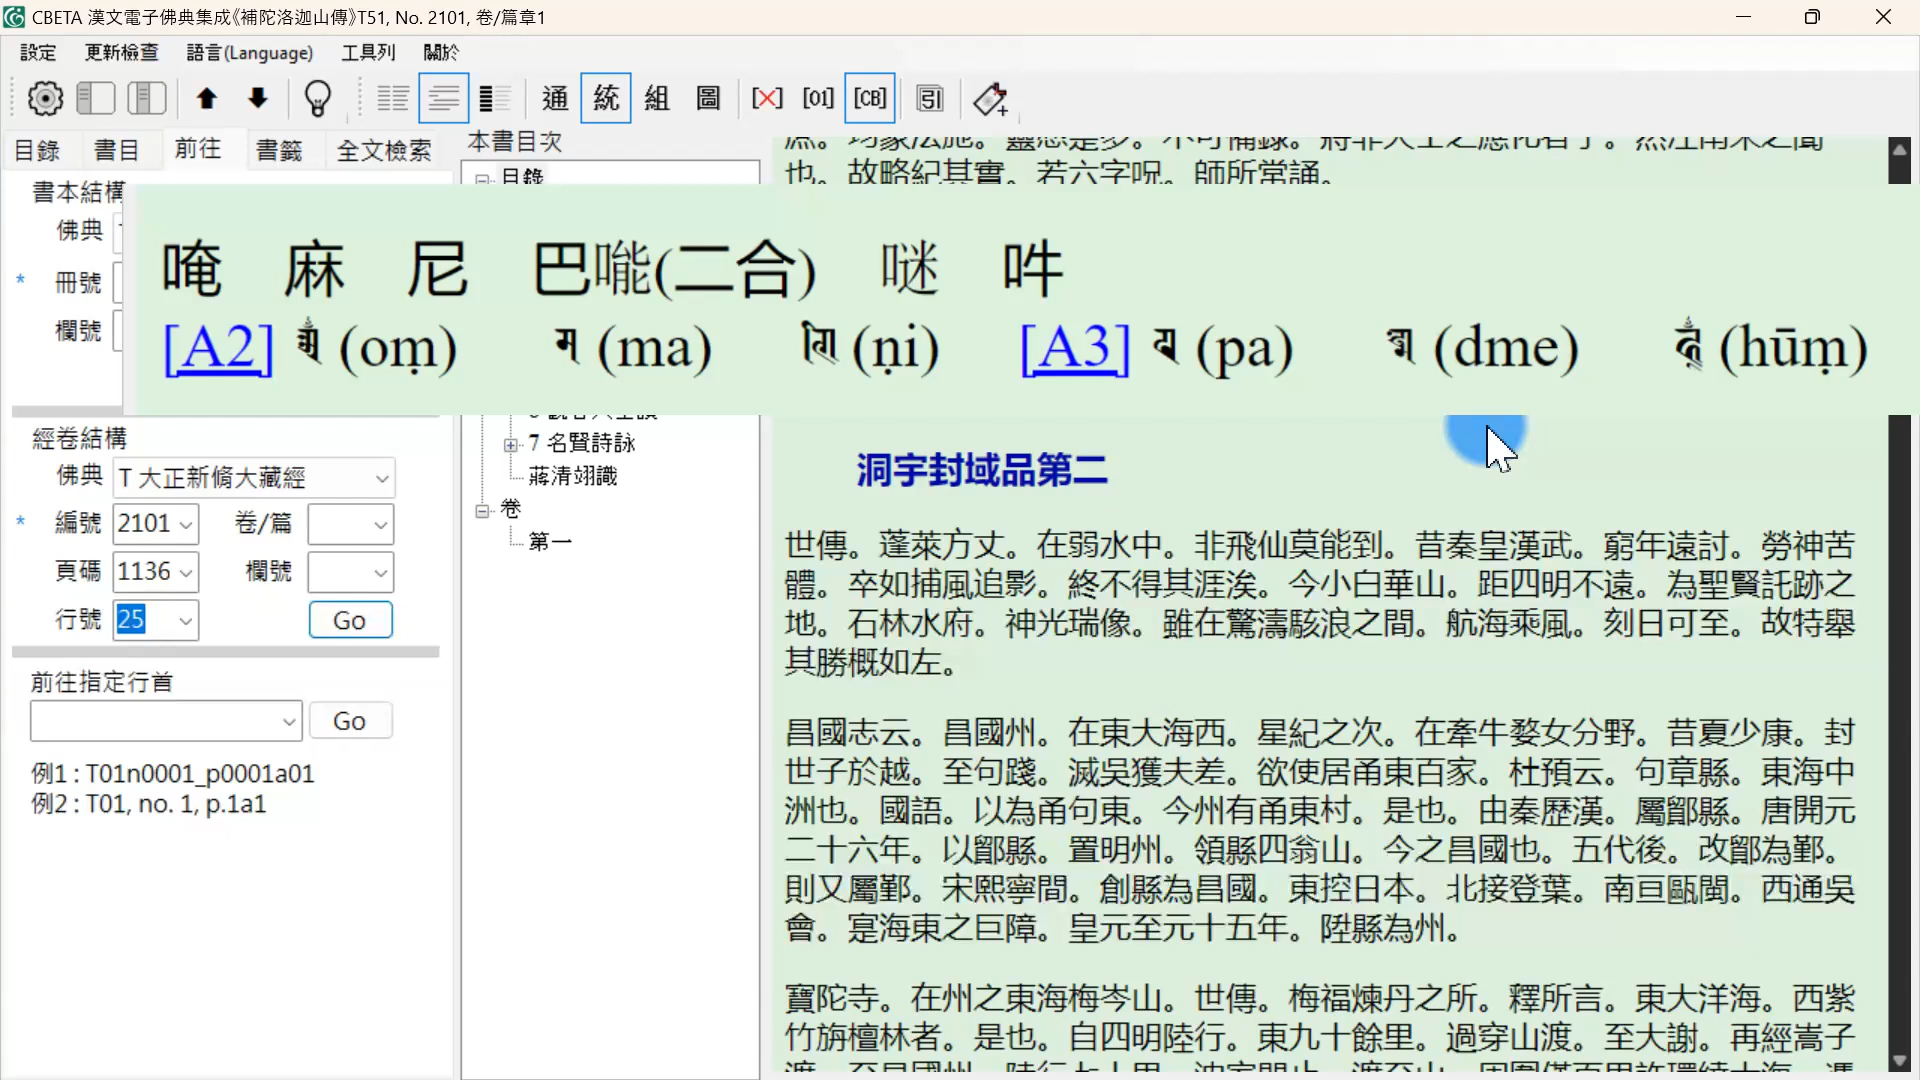 CBETA 漢文電子佛典集成《補陀洛迦山傳》T51, No. 2101, 卷/篇章1
設定 更新檢查 語言(Language) 工具列 關於
通 統 組 圖 [X] [01] [CB] 引
目錄 書目 前往 書籤 全文檢索
書本結構
佛典
* 冊號
欄號
經卷結構
佛典 T 大正新脩大藏經
* 編號 2101 卷/篇
頁碼 1136 欄號
行號 25 Go
前往指定行首
Go
例1 : T01n0001_p0001a01
例2 : T01, no. 1, p.1a1
本書目次
目錄
7 名賢詩詠
蔣清翊識
卷
第一
也。故略紀其實。若六字呪。師所常誦。
唵 麻 尼 巴嚨(二合) 𠺗 吽
[A2] (oṃ) (ma) (ṇi) [A3] (pa) (dme) (hūṃ)
洞宇封域品第二
世傳。蓬萊方丈。在弱水中。非飛仙莫能到。昔秦皇漢武。窮年遠討。勞神苦
體。卒如捕風追影。終不得其涯涘。今小白華山。距四明不遠。為聖賢託跡之
地。石林水府。神光瑞像。雖在驚濤駭浪之間。航海乘風。刻日可至。故特舉
其勝概如左。
昌國志云。昌國州。在東大海西。星紀之次。在牽牛婺女分野。昔夏少康。封
世子於越。至句踐。滅吳獲夫差。欲使居甬東百家。杜預云。句章縣。東海中
洲也。國語。以為甬句東。今州有甬東村。是也。由秦歷漢。屬鄮縣。唐開元
二十六年。以鄮縣。置明州。領縣四翁山。今之昌國也。五代後。改鄮為鄞。
則又屬鄞。宋熙寧間。創縣為昌國。東控日本。北接登葉。南亘甌閩。西通吳
會。寔海東之巨障。皇元至元十五年。陞縣為州。
寶陀寺。在州之東海梅岑山。世傳。梅福煉丹之所。釋所言。東大洋海。西紫
竹旃檀林者。是也。自四明陸行。東九十餘里。過穿山渡。至大謝。再經嵩子